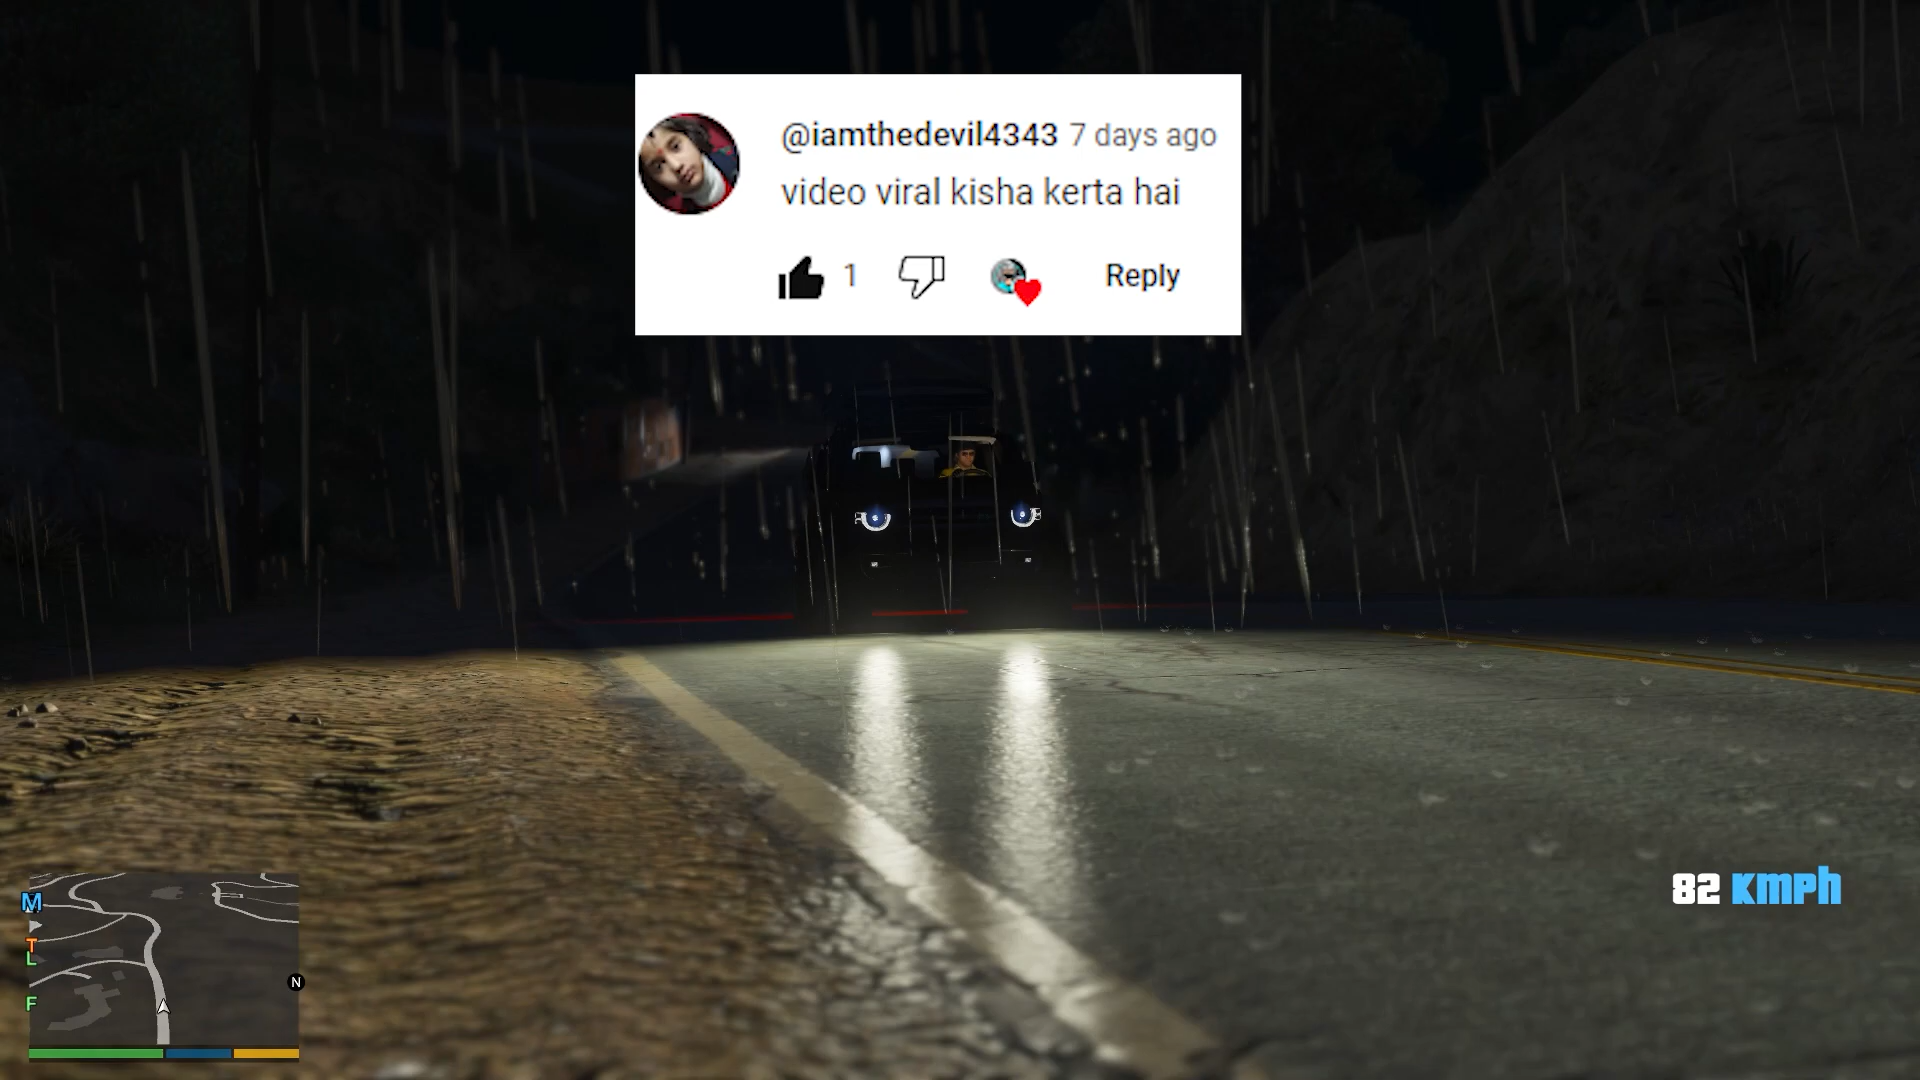 @iamthedevil4343 7 days ago
video viral kisha kerta hai
1 Reply
82 KMPH
M
T
L
F
N